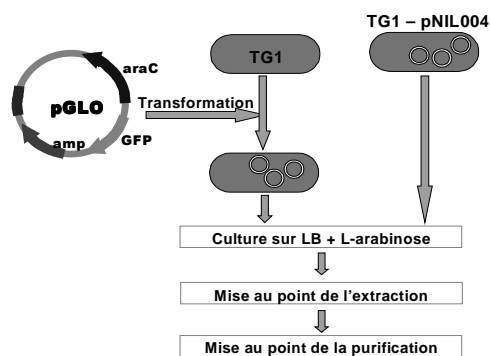 TG1 – pNIL004
TG1
araC
pGLO
Transformation
GFP
amp
Culture sur LB + L-arabinose
Mise au point de l’extraction
Mise au point de la purification